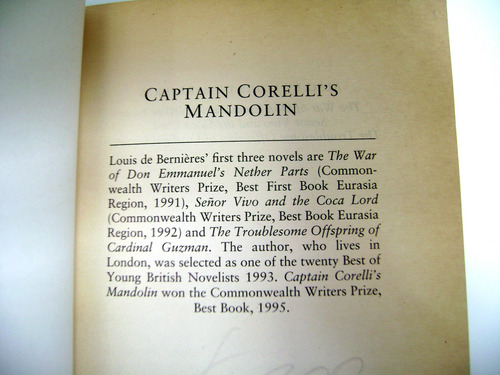 CAPTAIN CORELLI'S
MANDOLIN
Louis de Bernières' first three novels are The War
of Don Emmanuel's Nether Parts (Common-
wealth Writers Prize, Best First Book Eurasia
Region, 1991), Señor Vivo and the Coca Lord
(Commonwealth Writers Prize, Best Book Eurasia
Region, 1992) and The Troublesome Offspring of
Cardinal Guzman. The author, who lives in
London, was selected as one of the twenty Best of
Young British Novelists 1993. Captain Corelli's
Mandolin won the Commonwealth Writers Prize,
Best Book, 1995.